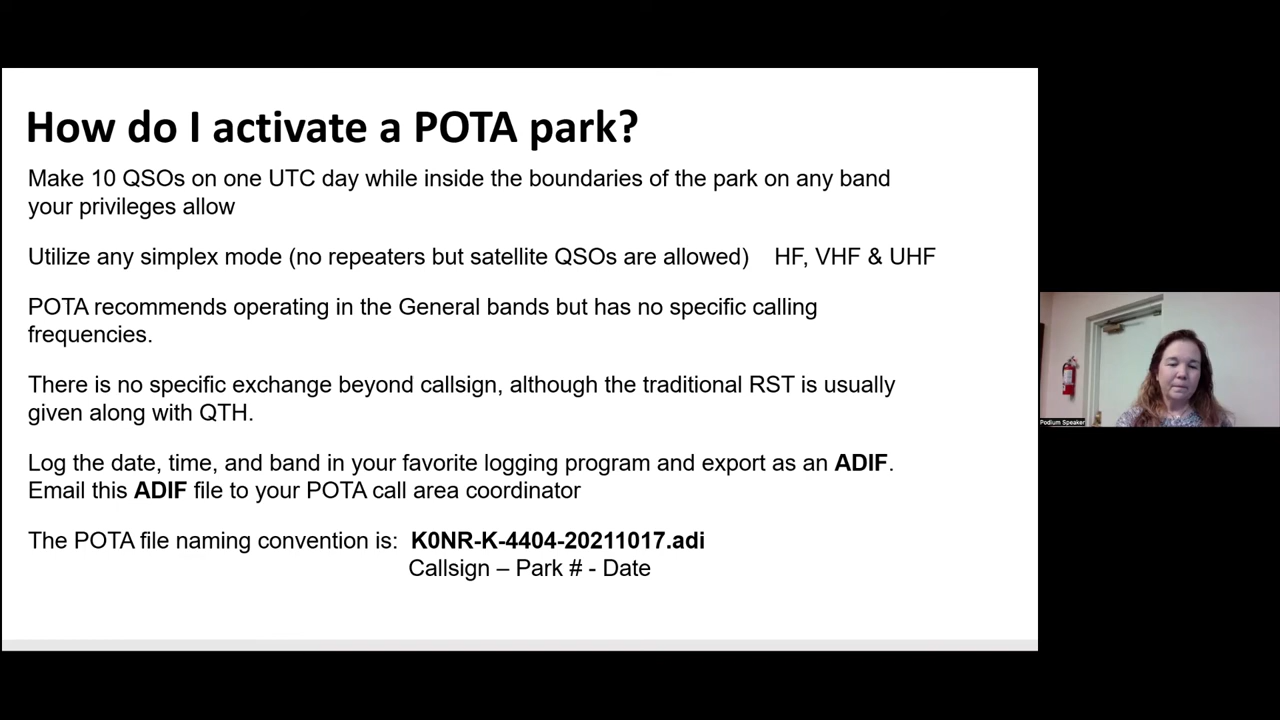 How do I activate a POTA park?
Make 10 QSOs on one UTC day while inside the boundaries of the park on any band
your privileges allow
Utilize any simplex mode (no repeaters but satellite QSOs are allowed)    HF, VHF & UHF
POTA recommends operating in the General bands but has no specific calling
frequencies.
There is no specific exchange beyond callsign, although the traditional RST is usually
given along with QTH.
Log the date, time, and band in your favorite logging program and export as an ADIF.
Email this ADIF file to your POTA call area coordinator
The POTA file naming convention is:  K0NR-K-4404-20211017.adi
Callsign – Park # - Date
Podium Speaker